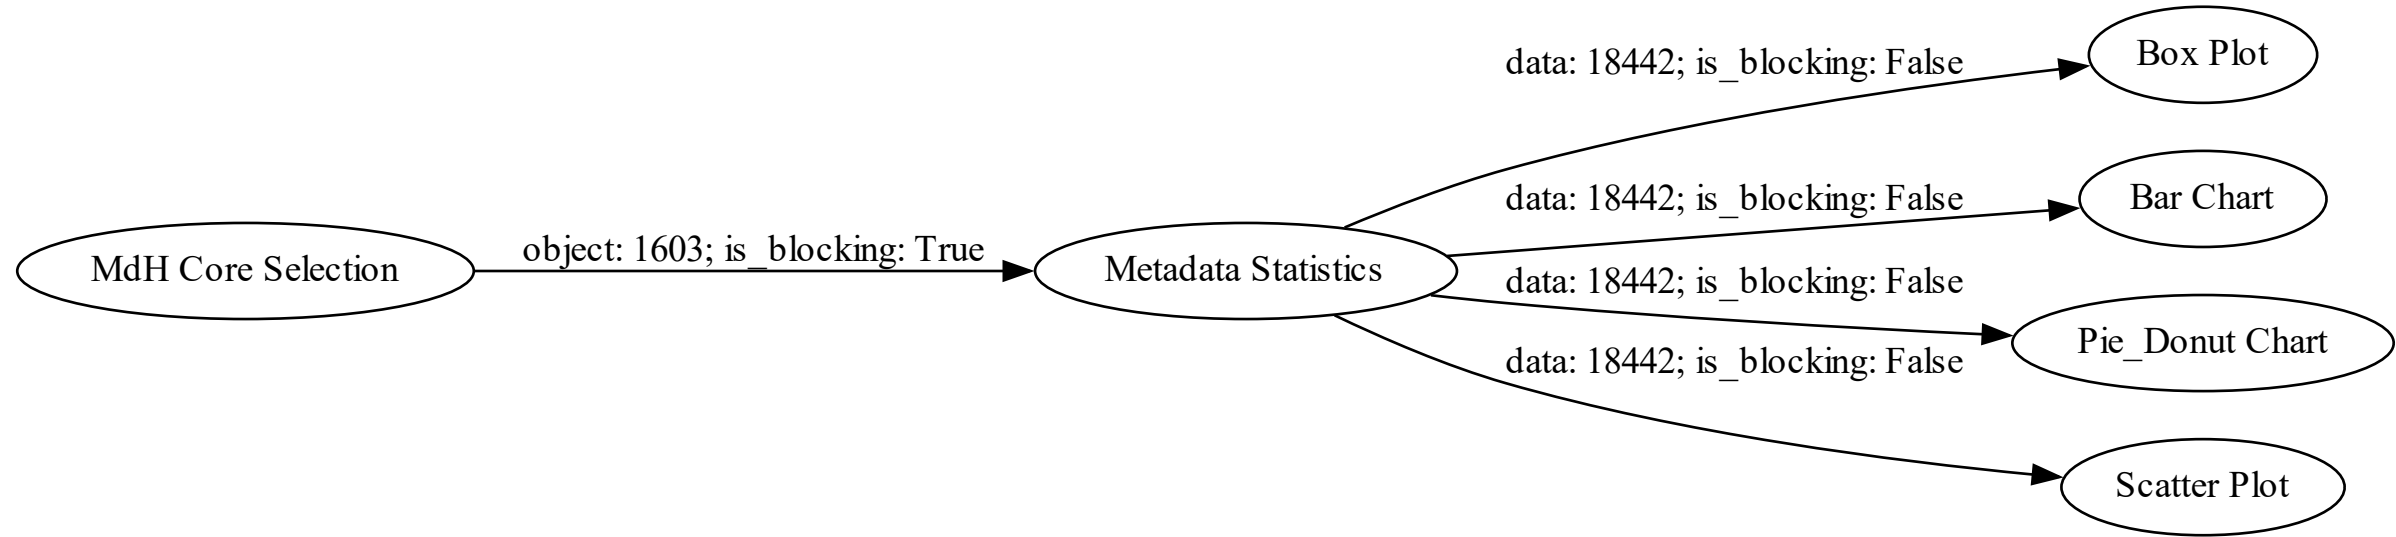 MdH Core Selection
object: 1603; is_blocking: True
Metadata Statistics
data: 18442; is_blocking: False
Box Plot
data: 18442; is_blocking: False
Bar Chart
data: 18442; is_blocking: False
Pie_Donut Chart
data: 18442; is_blocking: False
Scatter Plot